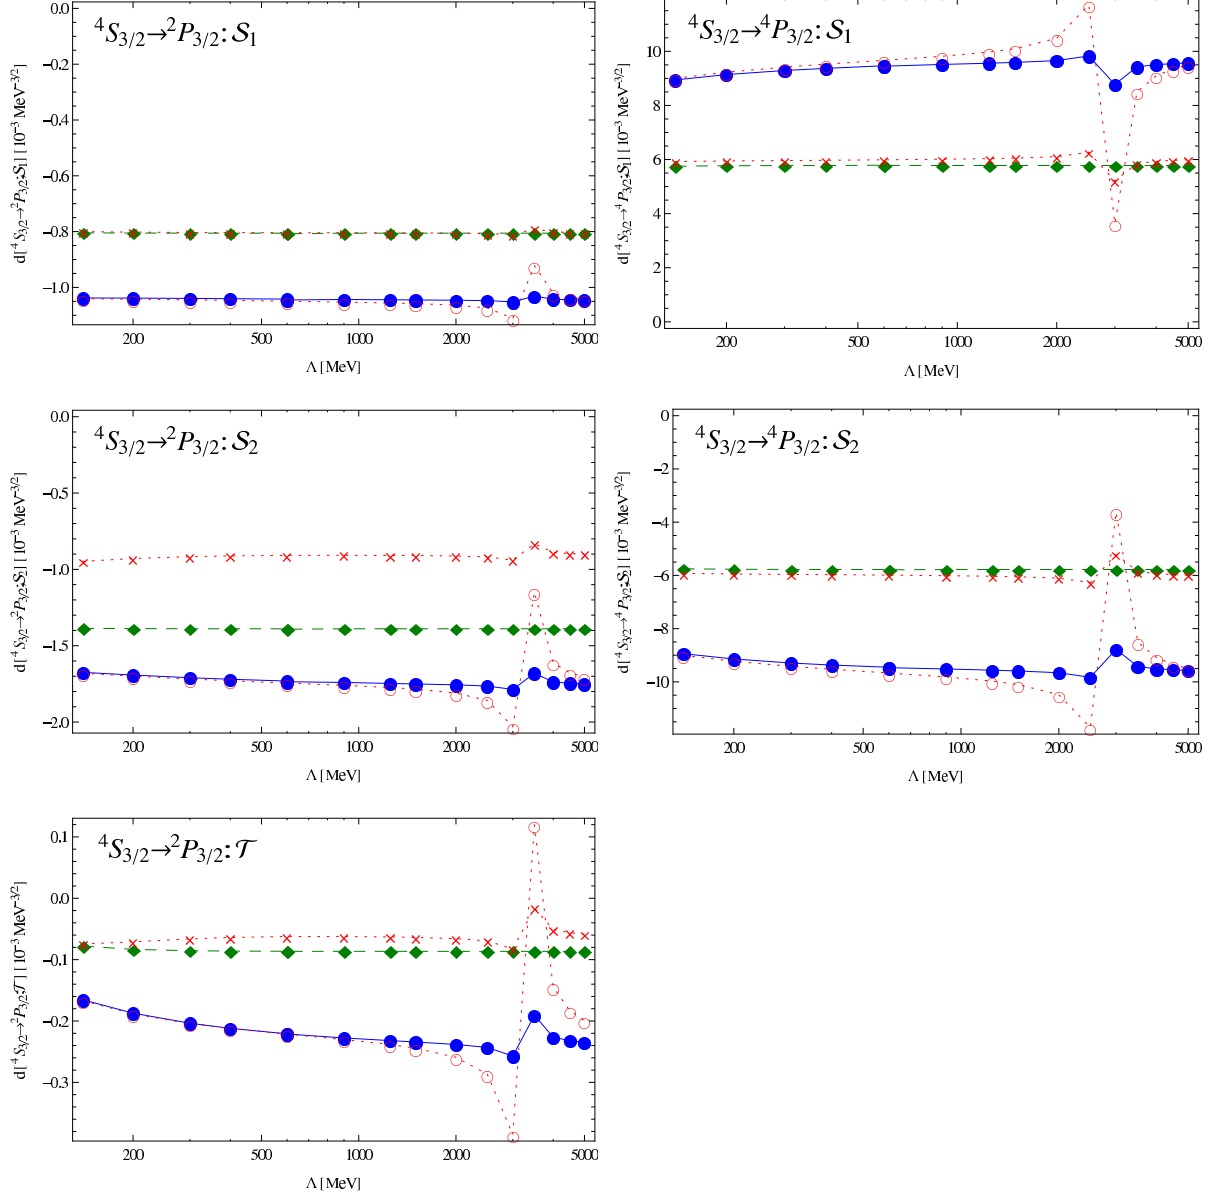 ⁴S₃/₂→²P₃/₂: 𝒮₁
d[⁴S₃/₂→²P₃/₂;𝒮₁] [10⁻³ MeV⁻³/²]
0.0
−0.2
−0.4
−0.6
−0.8
−1.0
200 500 1000 2000 5000
Λ [MeV]
⁴S₃/₂→⁴P₃/₂: 𝒮₁
d[⁴S₃/₂→⁴P₃/₂;𝒮₁] [10⁻³ MeV⁻³/²]
10
8
6
4
2
0
200 500 1000 2000 5000
Λ [MeV]
⁴S₃/₂→²P₃/₂: 𝒮₂
d[⁴S₃/₂→²P₃/₂;𝒮₂] [10⁻³ MeV⁻³/²]
0.0
−0.5
−1.0
−1.5
−2.0
200 500 1000 2000 5000
Λ [MeV]
⁴S₃/₂→⁴P₃/₂: 𝒮₂
d[⁴S₃/₂→⁴P₃/₂;𝒮₂] [10⁻³ MeV⁻³/²]
0
−2
−4
−6
−8
−10
200 500 1000 2000 5000
Λ [MeV]
⁴S₃/₂→²P₃/₂: 𝒯
d[⁴S₃/₂→²P₃/₂;𝒯] [10⁻³ MeV⁻³/²]
0.1
0.0
−0.1
−0.2
−0.3
200 500 1000 2000 5000
Λ [MeV]